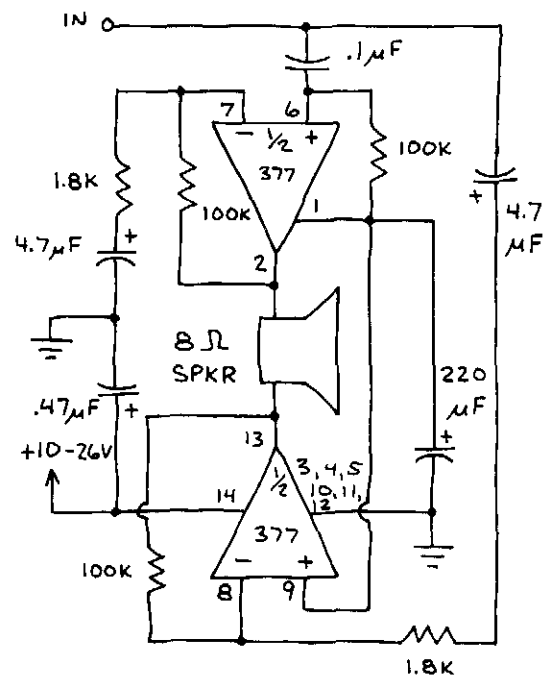 IN
.1µF
7
6
−
+
1/2
377
100K
1.8K
100K
1
+
4.7
µF
4.7µF
+
2
8Ω
SPKR
.47µF
+
+10-26V
220
µF
+
13
3,4,5
10,11,
12
1/2
14
377
100K
−
+
8
9
1.8K